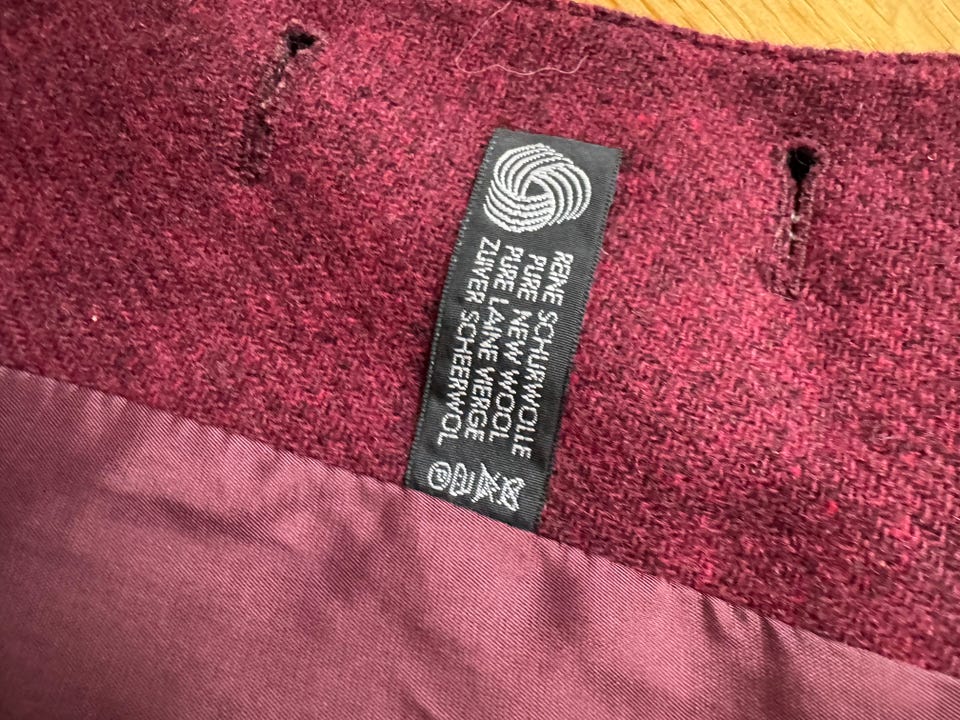 REINE SCHURWOLLE
PURE NEW WOOL
PURE LAINE VIERGE
ZUIVER SCHEERWOL